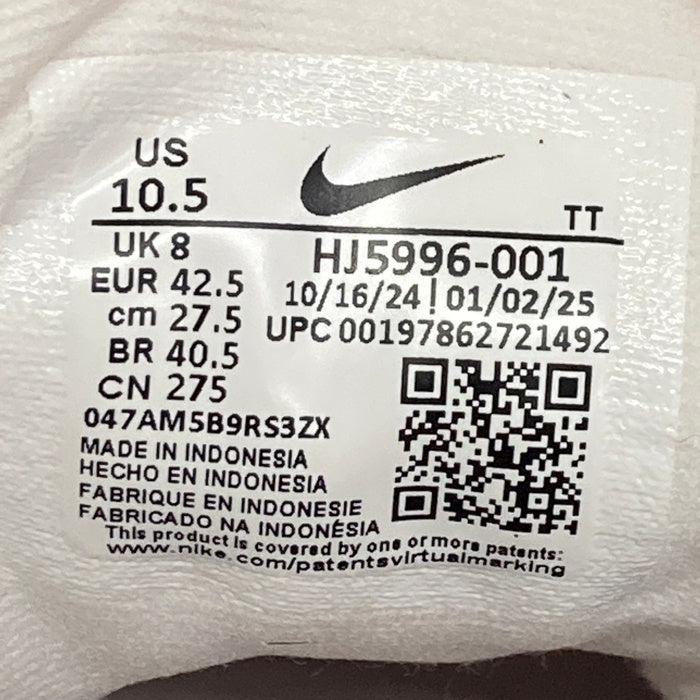 US
10.5
TT
UK 8
EUR 42.5
cm 27.5
BR 40.5
CN 275
HJ5996-001
10/16/24 | 01/02/25
UPC 00197862721492
047AM5B9RS3ZX
MADE IN INDONESIA
HECHO EN INDONESIA
FABRIQUE EN INDONESIE
FABRICADO NA INDONÉSIA
This product is covered by one or more patents:
www.nike.com/patentsvirtualmarking